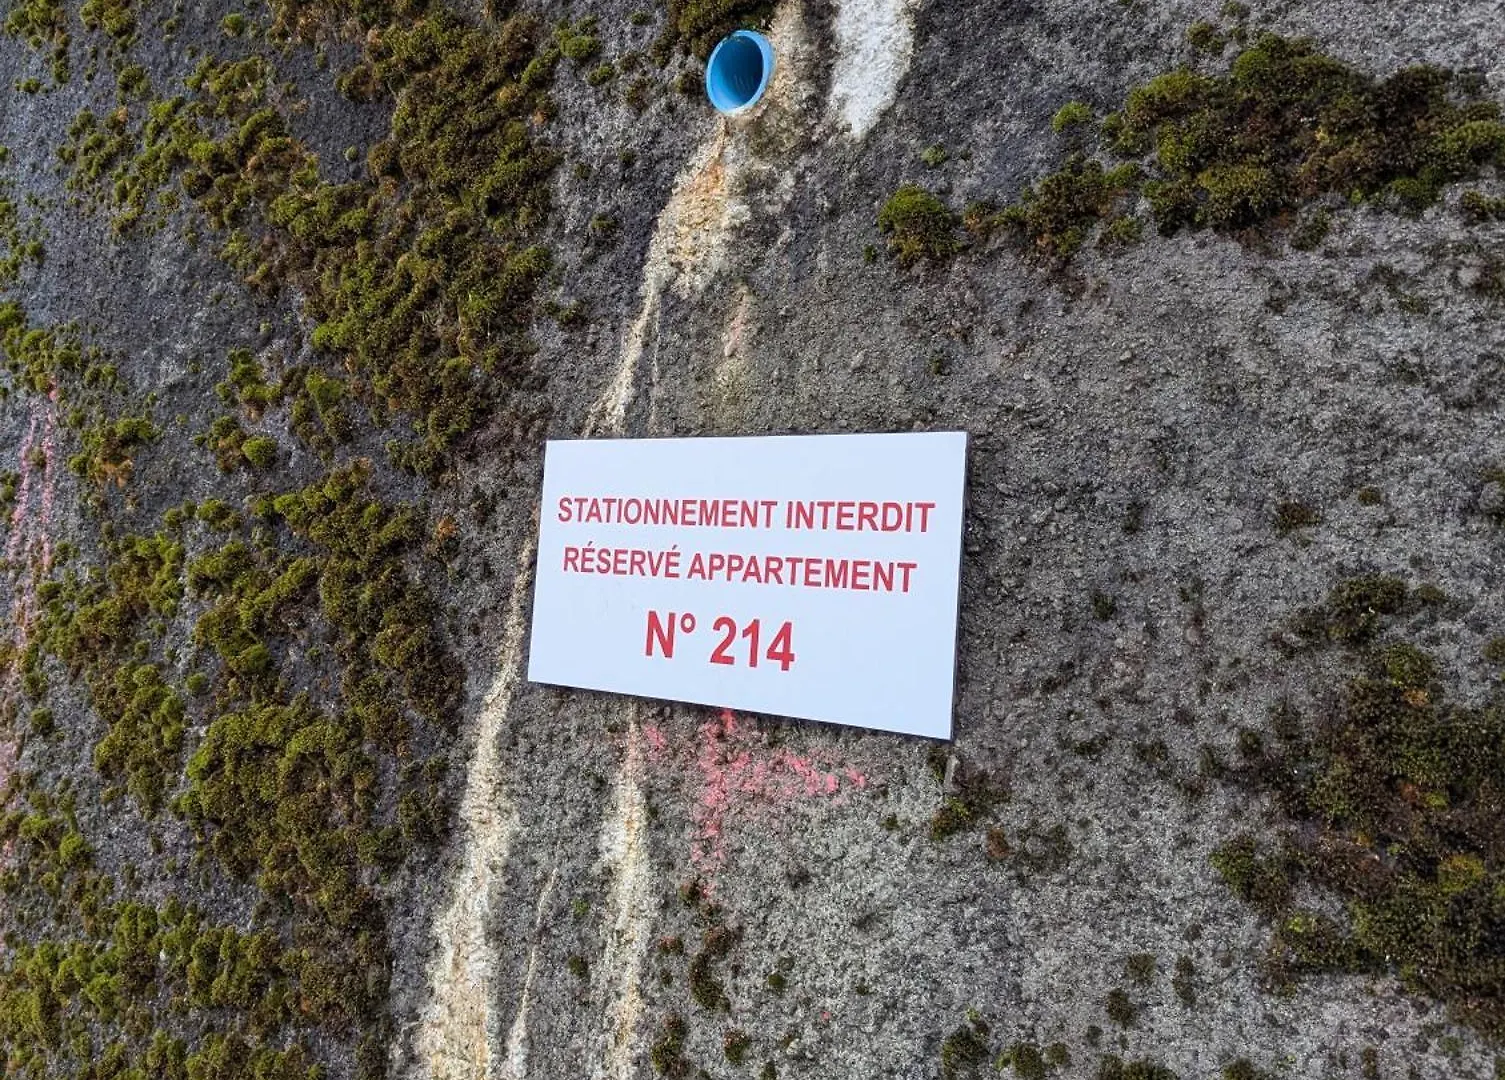 STATIONNEMENT INTERDIT
RÉSERVÉ APPARTEMENT
N° 214